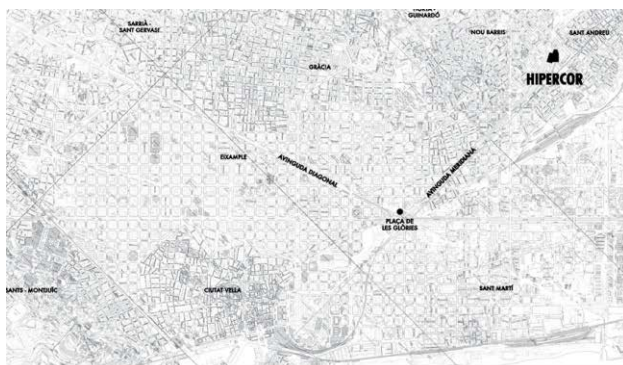 HORTA -
GUINARDÓ
SARRIÀ -
SANT GERVASI
NOU BARRIS
SANT ANDREU
GRÀCIA
HIPERCOR
EIXAMPLE
AVINGUDA DIAGONAL
AVINGUDA MERIDIANA
PLAÇA DE
LES GLÒRIES
SANTS - MONTJUÏC
CIUTAT VELLA
SANT MARTÍ